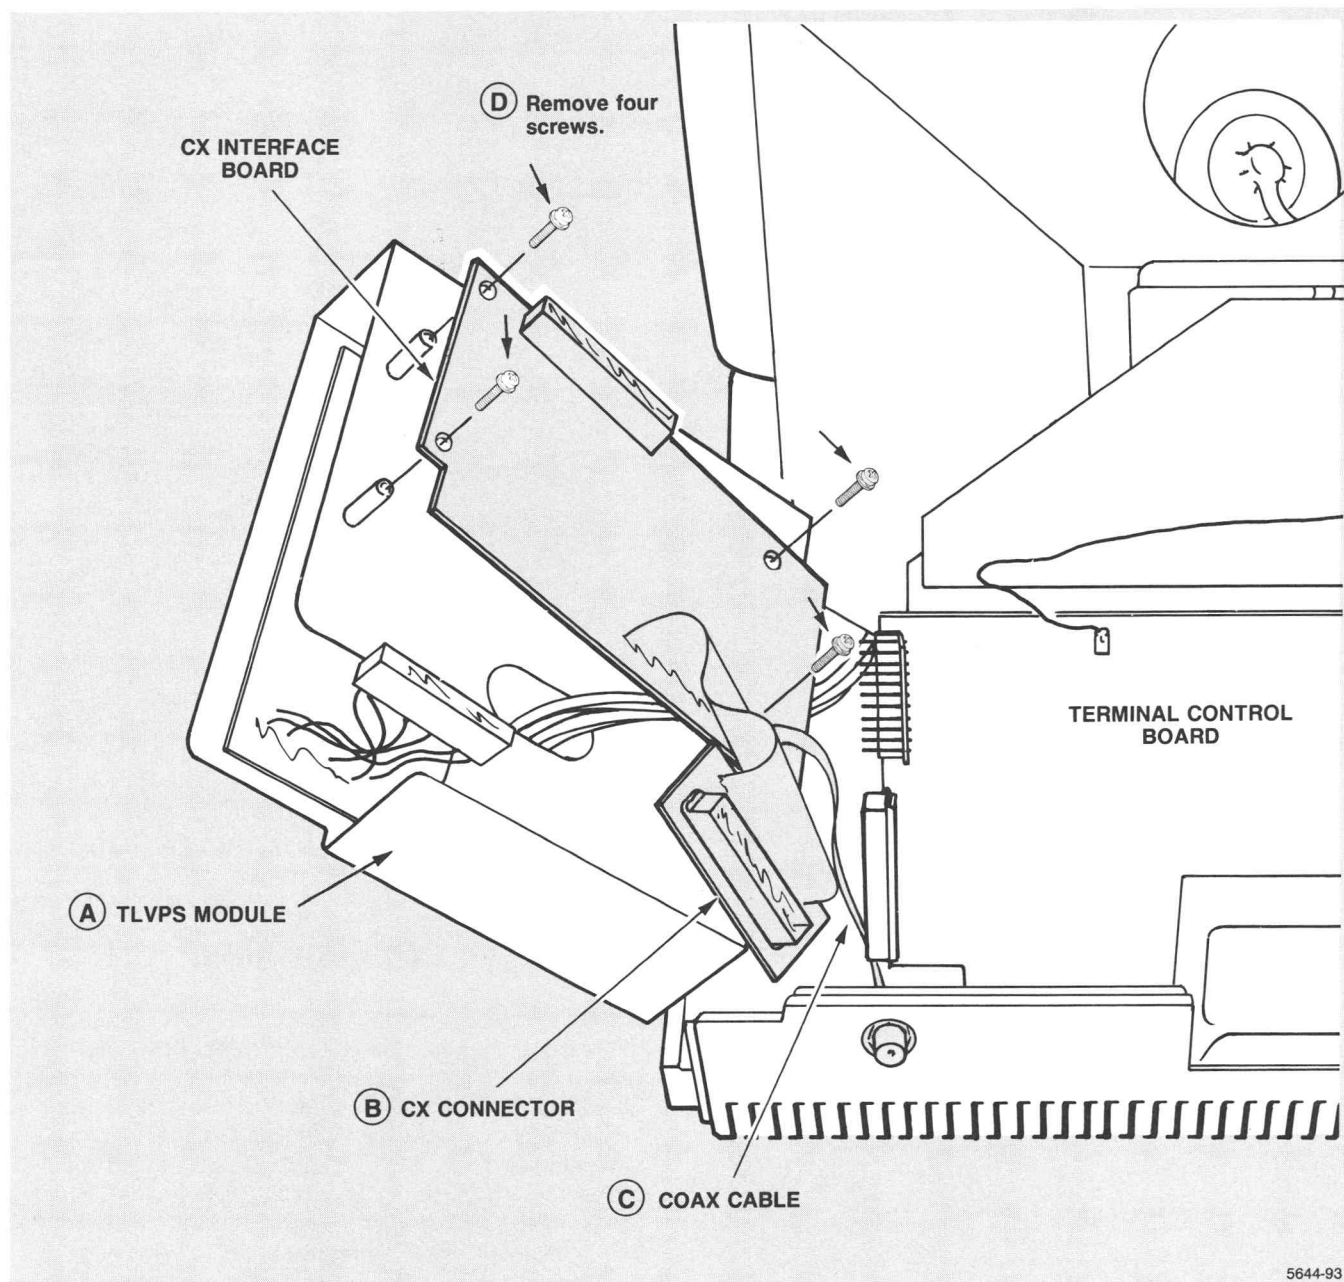 D Remove four
screws.
CX INTERFACE
BOARD
TERMINAL CONTROL
BOARD
A TLVPS MODULE
B CX CONNECTOR
C COAX CABLE
5644-93